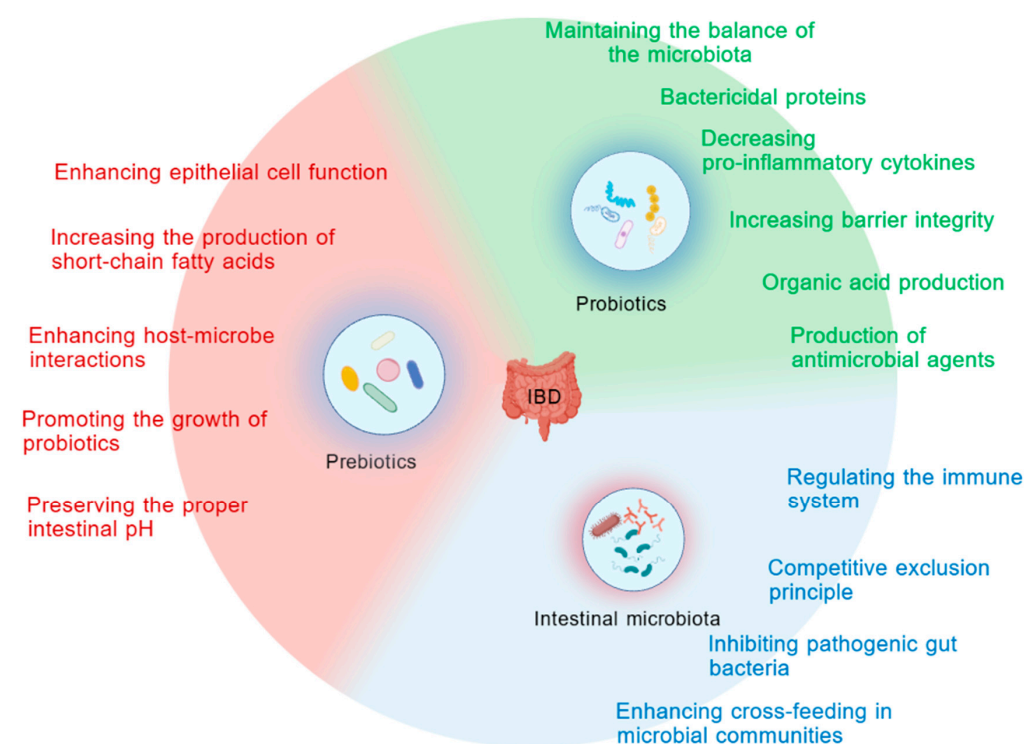 Maintaining the balance of
the microbiota
Bactericidal proteins
Decreasing
pro-inflammatory cytokines
Increasing barrier integrity
Organic acid production
Production of
antimicrobial agents
Probiotics
Enhancing epithelial cell function
Increasing the production of
short-chain fatty acids
Enhancing host-microbe
interactions
Promoting the growth of
probiotics
Preserving the proper
intestinal pH
Prebiotics
IBD
Regulating the immune
system
Competitive exclusion
principle
Inhibiting pathogenic gut
bacteria
Enhancing cross-feeding in
microbial communities
Intestinal microbiota